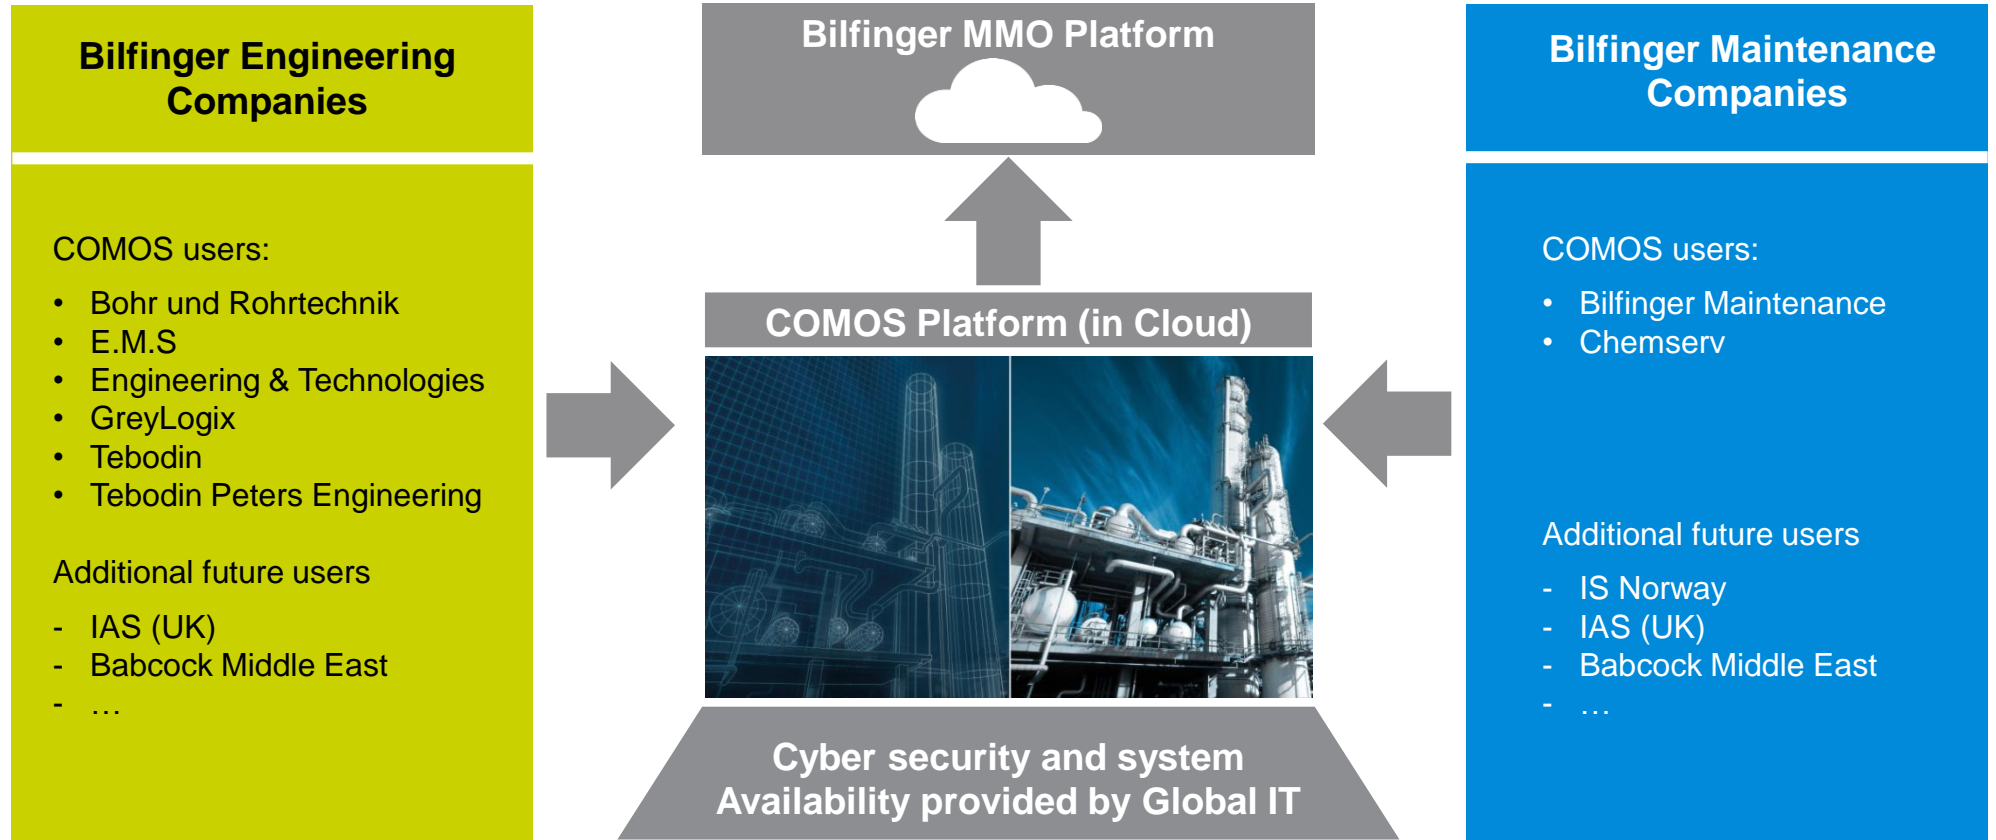 Bilfinger Engineering
Companies
COMOS users:
• Bohr und Rohrtechnik
• E.M.S
• Engineering & Technologies
• GreyLogix
• Tebodin
• Tebodin Peters Engineering
Additional future users
- IAS (UK)
- Babcock Middle East
- …
Bilfinger MMO Platform
COMOS Platform (in Cloud)
Cyber security and system
Availability provided by Global IT
Bilfinger Maintenance
Companies
COMOS users:
• Bilfinger Maintenance
• Chemserv
Additional future users
- IS Norway
- IAS (UK)
- Babcock Middle East
- …